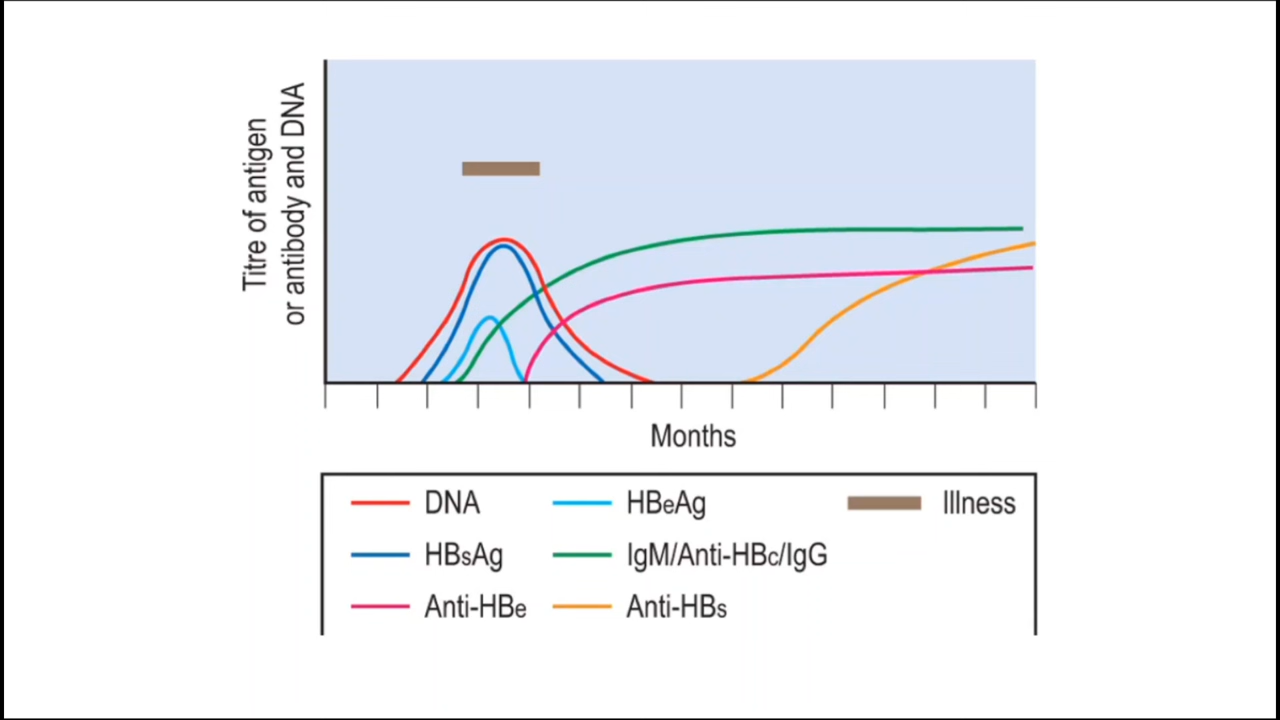 Titre of antigen
or antibody and DNA
Months
DNA
HBeAg
Illness
HBsAg
IgM/Anti-HBc/IgG
Anti-HBe
Anti-HBs